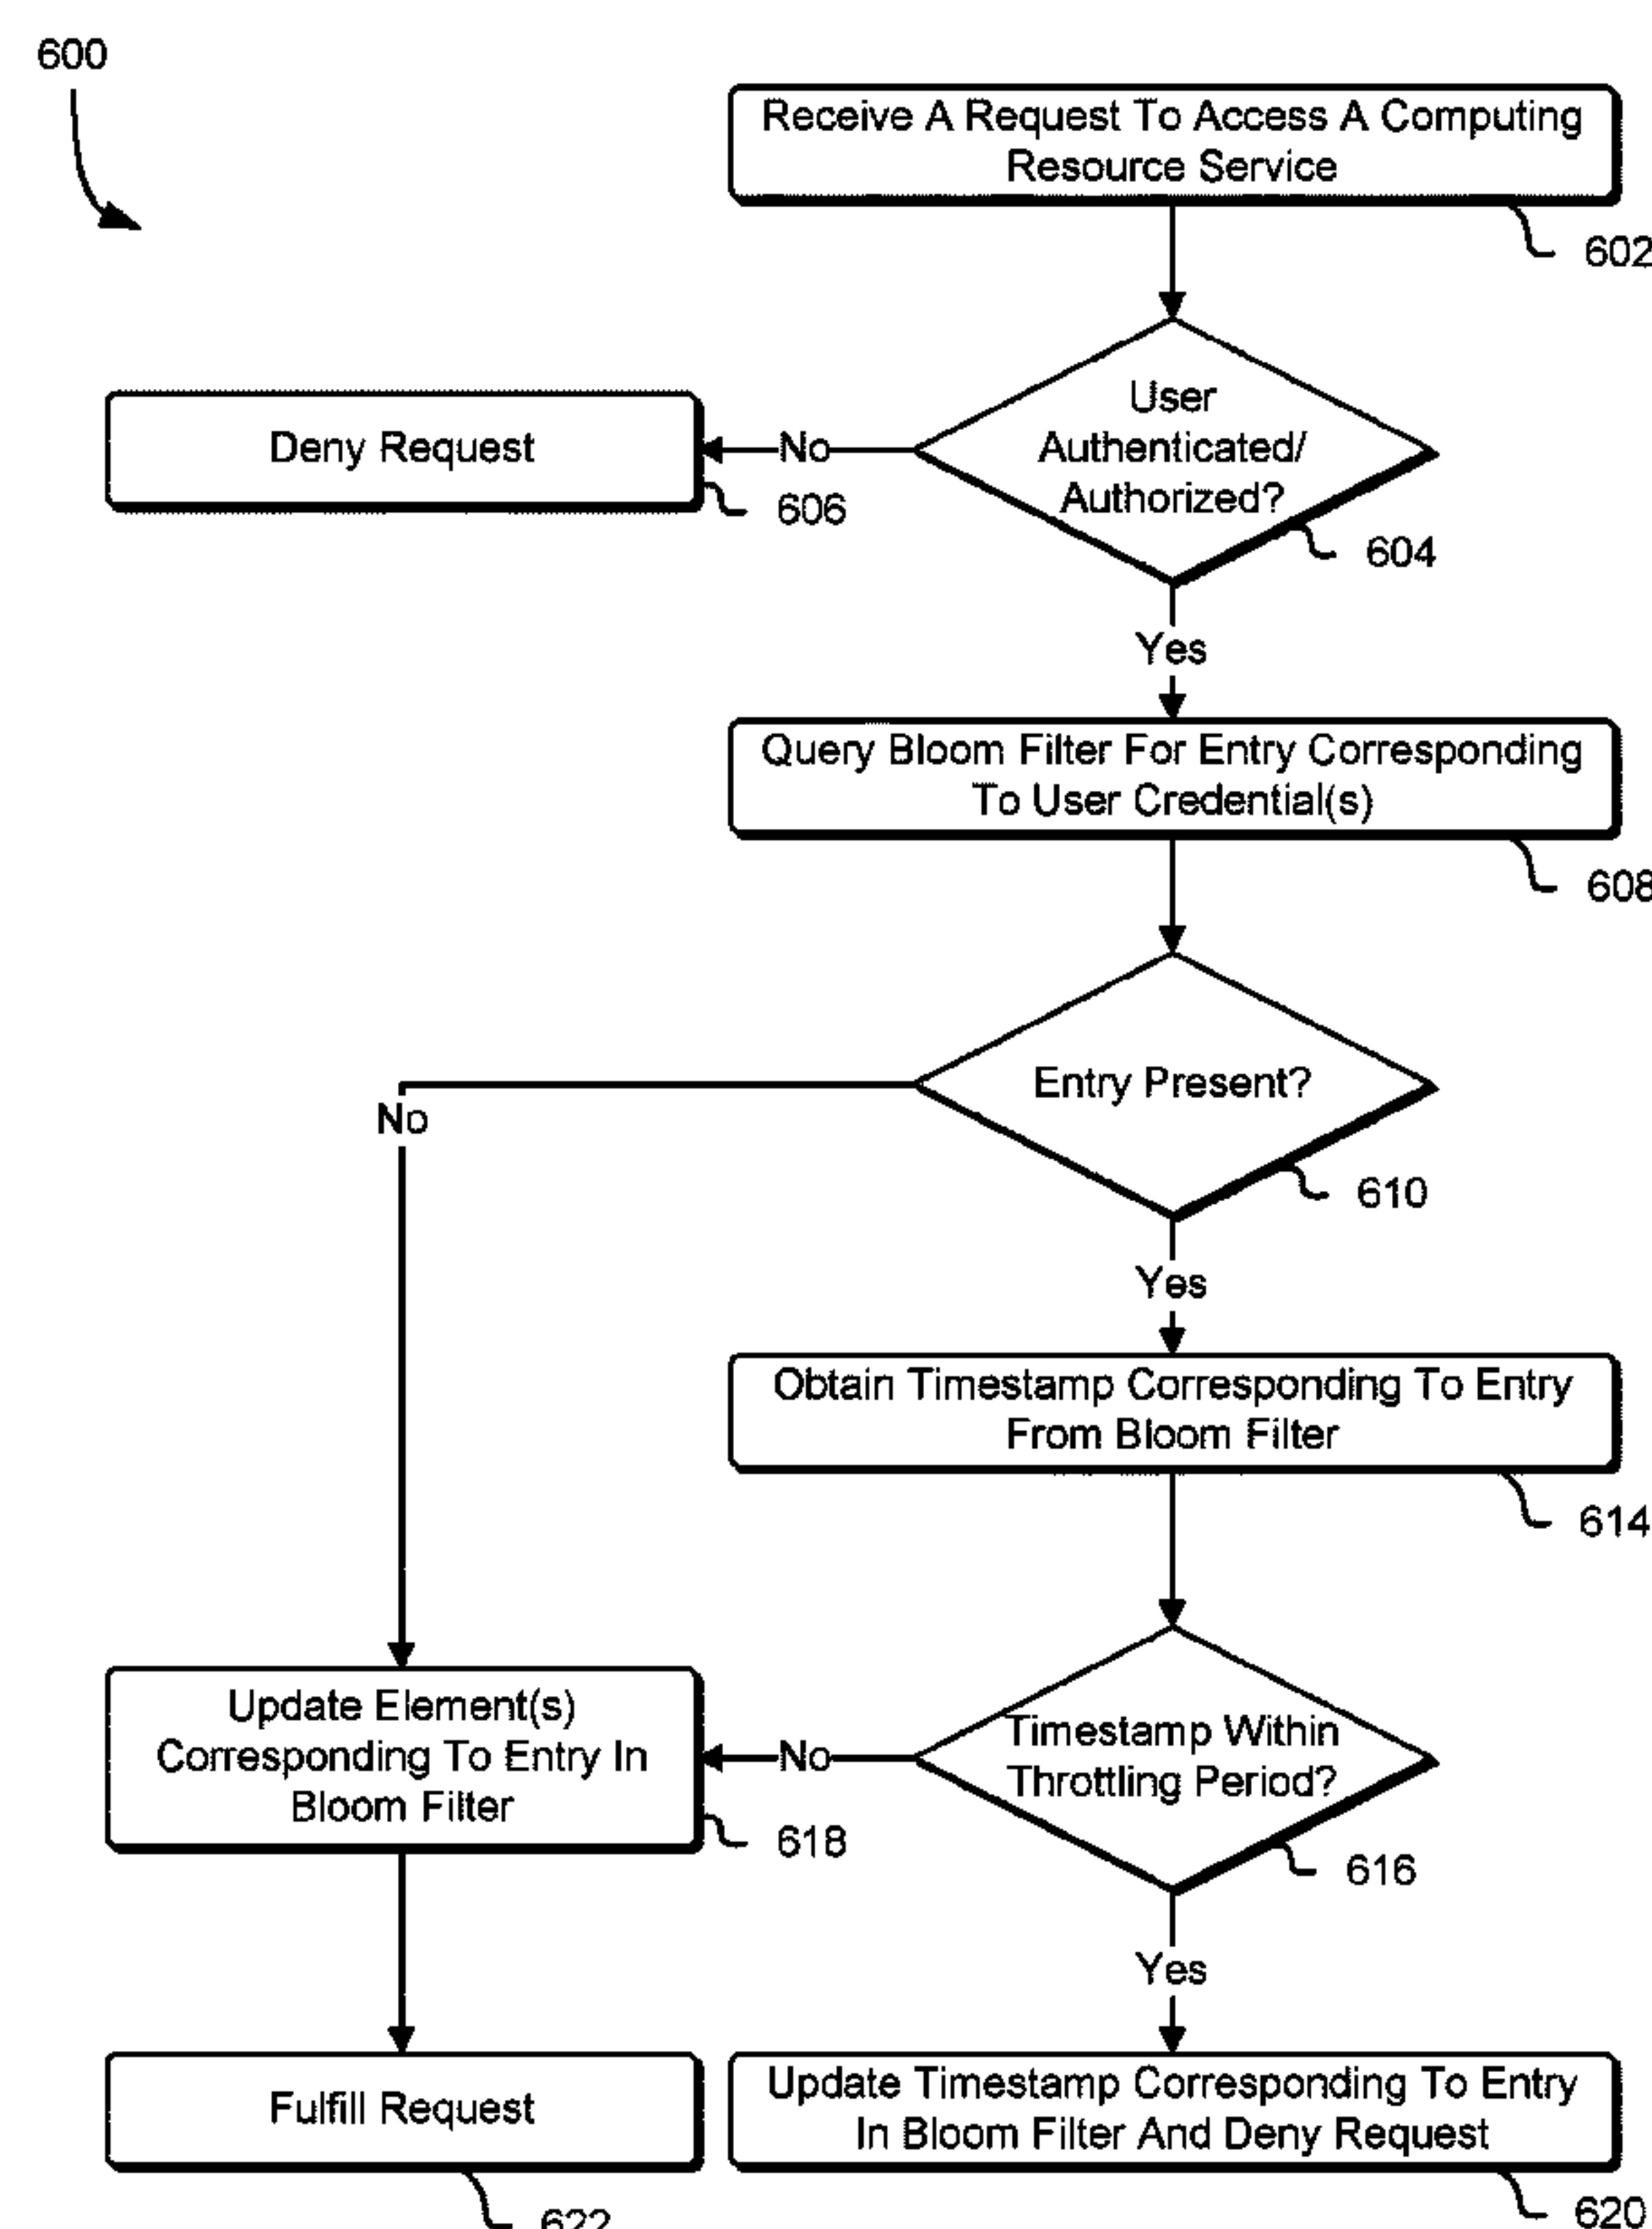 600
Receive A Request To Access A Computing
Resource Service
602
User
Authenticated/
Authorized?
604
No
Deny Request
606
Yes
Query Bloom Filter For Entry Corresponding
To User Credential(s)
608
Entry Present?
610
No
Yes
Obtain Timestamp Corresponding To Entry
From Bloom Filter
614
Timestamp Within
Throttling Period?
616
No
Update Element(s)
Corresponding To Entry In
Bloom Filter
618
Yes
Fulfill Request
622
Update Timestamp Corresponding To Entry
In Bloom Filter And Deny Request
620